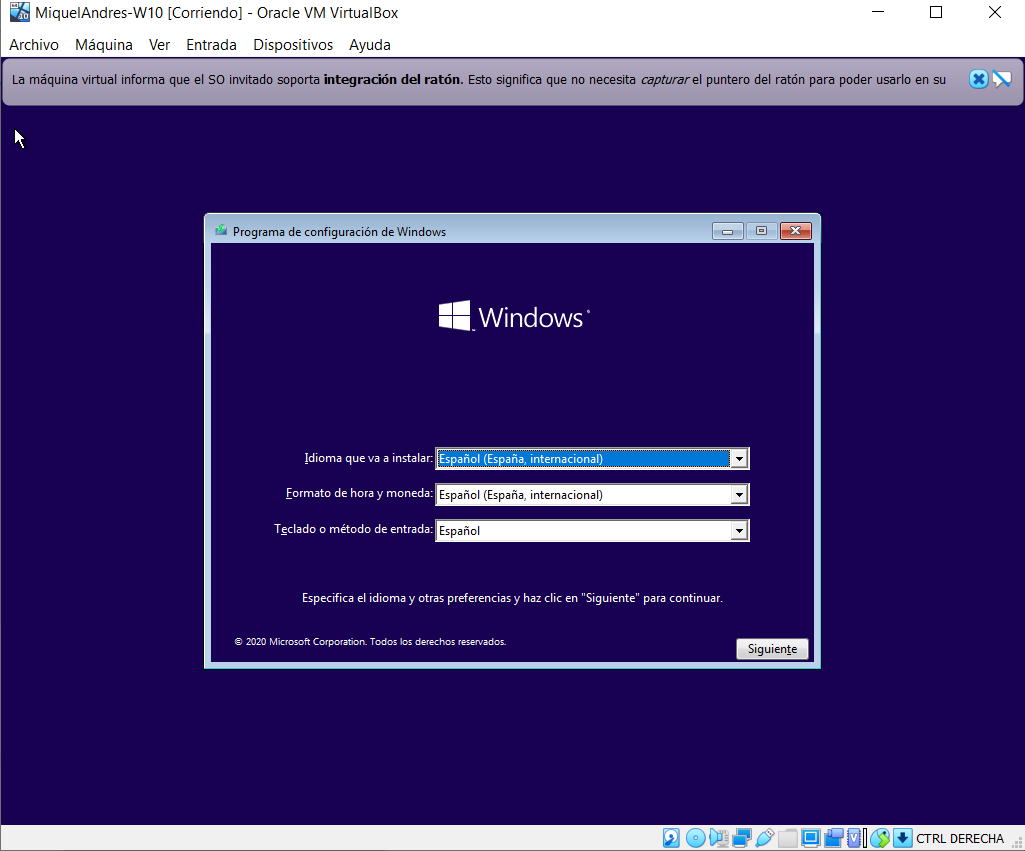 MiquelAndres-W10 [Corriendo] - Oracle VM VirtualBox
Archivo Máquina Ver Entrada Dispositivos Ayuda
La máquina virtual informa que el SO invitado soporta integración del ratón. Esto significa que no necesita capturar el puntero del ratón para poder usarlo en su
Programa de configuración de Windows
Windows
Idioma que va a instalar: Español (España, internacional)
Formato de hora y moneda: Español (España, internacional)
Teclado o método de entrada: Español
Especifica el idioma y otras preferencias y haz clic en "Siguiente" para continuar.
© 2020 Microsoft Corporation. Todos los derechos reservados.
Siguiente
CTRL DERECHA